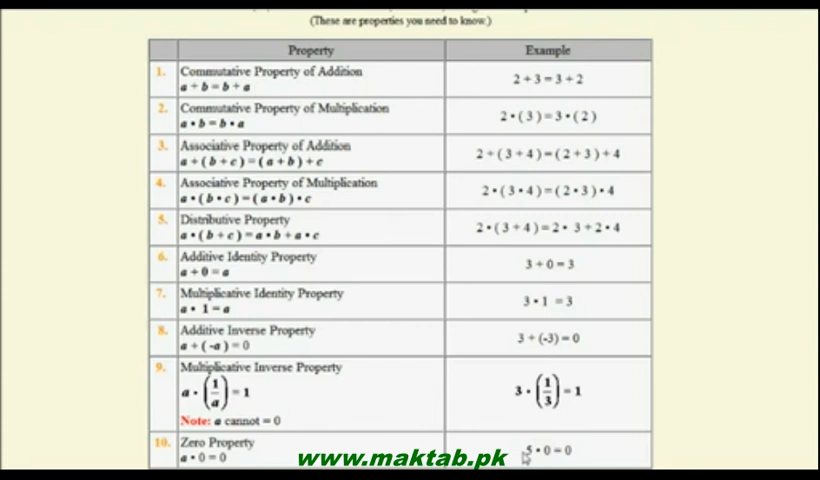 (These are properties you need to know.)
Property Example
1. Commutative Property of Addition
a + b = b + a
2 + 3 = 3 + 2
2. Commutative Property of Multiplication
a • b = b • a
2 • ( 3 ) = 3 • ( 2 )
3. Associative Property of Addition
a + ( b + c ) = ( a + b ) + c
2 + ( 3 + 4 ) = ( 2 + 3 ) + 4
4. Associative Property of Multiplication
a • ( b • c ) = ( a • b ) • c
2 • ( 3 • 4 ) = ( 2 • 3 ) • 4
5. Distributive Property
a • ( b + c ) = a • b + a • c
2 • ( 3 + 4 ) = 2 • 3 + 2 • 4
6. Additive Identity Property
a + 0 = a
3 + 0 = 3
7. Multiplicative Identity Property
a • 1 = a
3 • 1 = 3
8. Additive Inverse Property
a + ( -a ) = 0
3 + (-3) = 0
9. Multiplicative Inverse Property
a • (1/a) = 1
3 • (1/3) = 1
Note: a cannot = 0
10. Zero Property
a • 0 = 0
5 • 0 = 0
www.maktab.pk